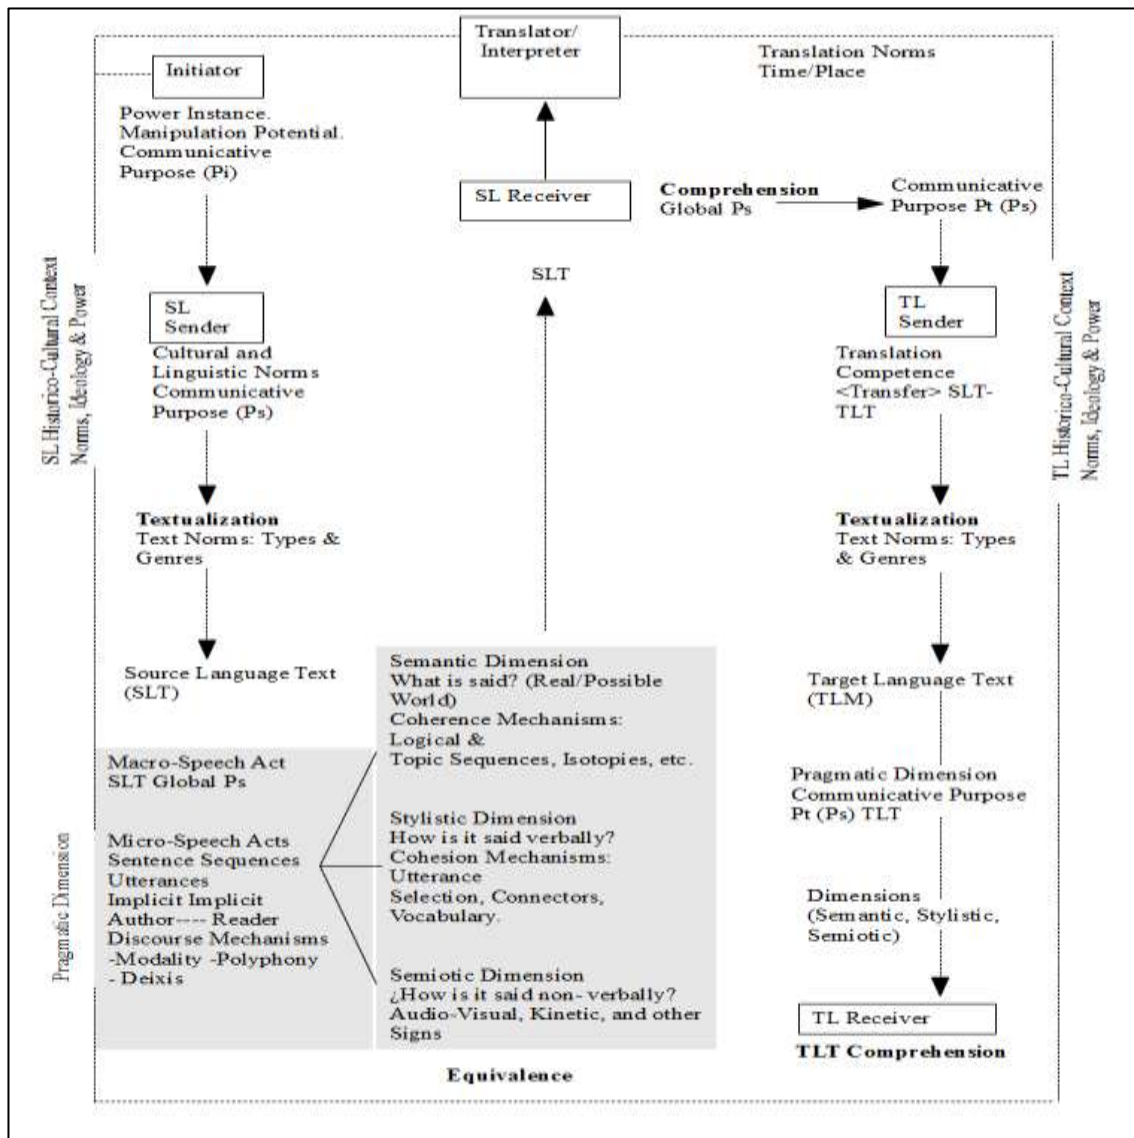 Translator/
Interpreter
Translation Norms
Time/Place
Initiator
Power Instance.
Manipulation Potential.
Communicative
Purpose (Pi)
SL Receiver
Comprehension
Global Ps
Communicative
Purpose Pt (Ps)
SLT
SL Historico-Cultural Context
Norms, Ideology & Power
SL
Sender
Cultural and
Linguistic Norms
Communicative
Purpose (Ps)
TL
Sender
Translation
Competence
<Transfer> SLT-
TLT
TL Historico-Cultural Context
Norms, Ideology & Power
Textualization
Text Norms: Types &
Genres
Textualization
Text Norms: Types
& Genres
Source Language Text
(SLT)
Target Language Text
(TLM)
Pragmatic Dimension
Macro-Speech Act
SLT Global Ps
Micro-Speech Acts
Sentence Sequences
Utterances
Implicit Implicit
Author---- Reader
Discourse Mechanisms
-Modality -Polyphony
- Deixis
Semantic Dimension
What is said? (Real/Possible
World)
Coherence Mechanisms:
Logical &
Topic Sequences, Isotopies, etc.
Stylistic Dimension
How is it said verbally?
Cohesion Mechanisms:
Utterance
Selection, Connectors,
Vocabulary.
Semiotic Dimension
¿How is it said non- verbally?
Audio-Visual, Kinetic, and other
Signs
Pragmatic Dimension
Communicative Purpose
Pt (Ps) TLT
Dimensions
(Semantic, Stylistic,
Semiotic)
TL Receiver
TLT Comprehension
Equivalence